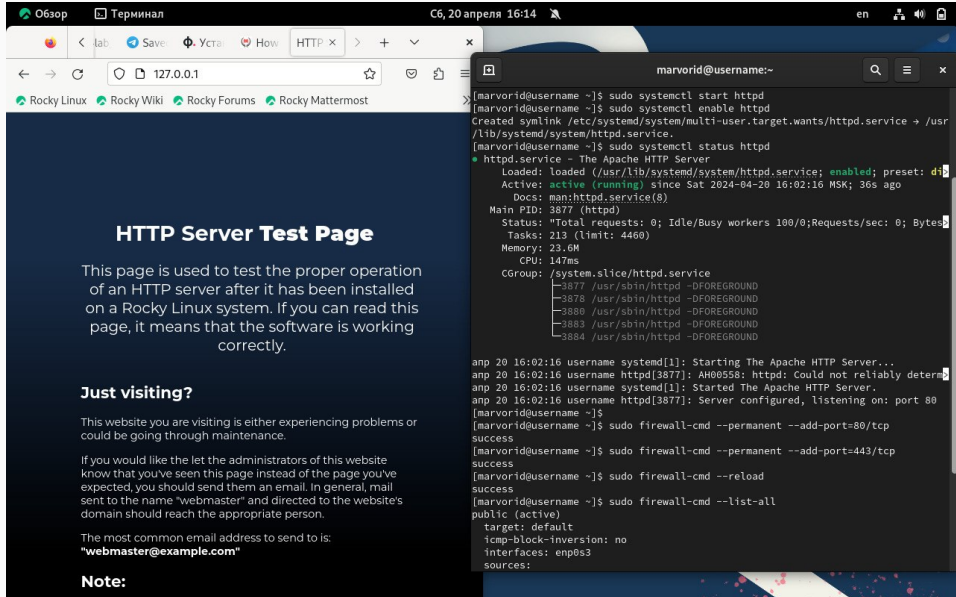 Обзор Терминал Сб, 20 апреля 16:14 en
lab Save Ф. Уста How HTTP ×
127.0.0.1
Rocky Linux Rocky Wiki Rocky Forums Rocky Mattermost
HTTP Server Test Page
This page is used to test the proper operation
of an HTTP server after it has been installed
on a Rocky Linux system. If you can read this
page, it means that the software is working
correctly.
Just visiting?
This website you are visiting is either experiencing problems or
could be going through maintenance.
If you would like the let the administrators of this website
know that you've seen this page instead of the page you've
expected, you should send them an email. In general, mail
sent to the name "webmaster" and directed to the website's
domain should reach the appropriate person.
The most common email address to send to is:
"webmaster@example.com"
Note:
marvorid@username:~
[marvorid@username ~]$ sudo systemctl start httpd
[marvorid@username ~]$ sudo systemctl enable httpd
Created symlink /etc/systemd/system/multi-user.target.wants/httpd.service → /usr
/lib/systemd/system/httpd.service.
[marvorid@username ~]$ sudo systemctl status httpd
● httpd.service - The Apache HTTP Server
Loaded: loaded (/usr/lib/systemd/system/httpd.service; enabled; preset: di>
Active: active (running) since Sat 2024-04-20 16:02:16 MSK; 36s ago
Docs: man:httpd.service(8)
Main PID: 3877 (httpd)
Status: "Total requests: 0; Idle/Busy workers 100/0;Requests/sec: 0; Bytes>
Tasks: 213 (limit: 4460)
Memory: 23.6M
CPU: 147ms
CGroup: /system.slice/httpd.service
├─3877 /usr/sbin/httpd -DFOREGROUND
├─3878 /usr/sbin/httpd -DFOREGROUND
├─3880 /usr/sbin/httpd -DFOREGROUND
├─3883 /usr/sbin/httpd -DFOREGROUND
└─3884 /usr/sbin/httpd -DFOREGROUND
апр 20 16:02:16 username systemd[1]: Starting The Apache HTTP Server...
апр 20 16:02:16 username httpd[3877]: AH00558: httpd: Could not reliably determ>
апр 20 16:02:16 username systemd[1]: Started The Apache HTTP Server.
апр 20 16:02:16 username httpd[3877]: Server configured, listening on: port 80
[marvorid@username ~]$
[marvorid@username ~]$ sudo firewall-cmd --permanent --add-port=80/tcp
success
[marvorid@username ~]$ sudo firewall-cmd --permanent --add-port=443/tcp
success
[marvorid@username ~]$ sudo firewall-cmd --reload
success
[marvorid@username ~]$ sudo firewall-cmd --list-all
public (active)
target: default
icmp-block-inversion: no
interfaces: enp0s3
sources: